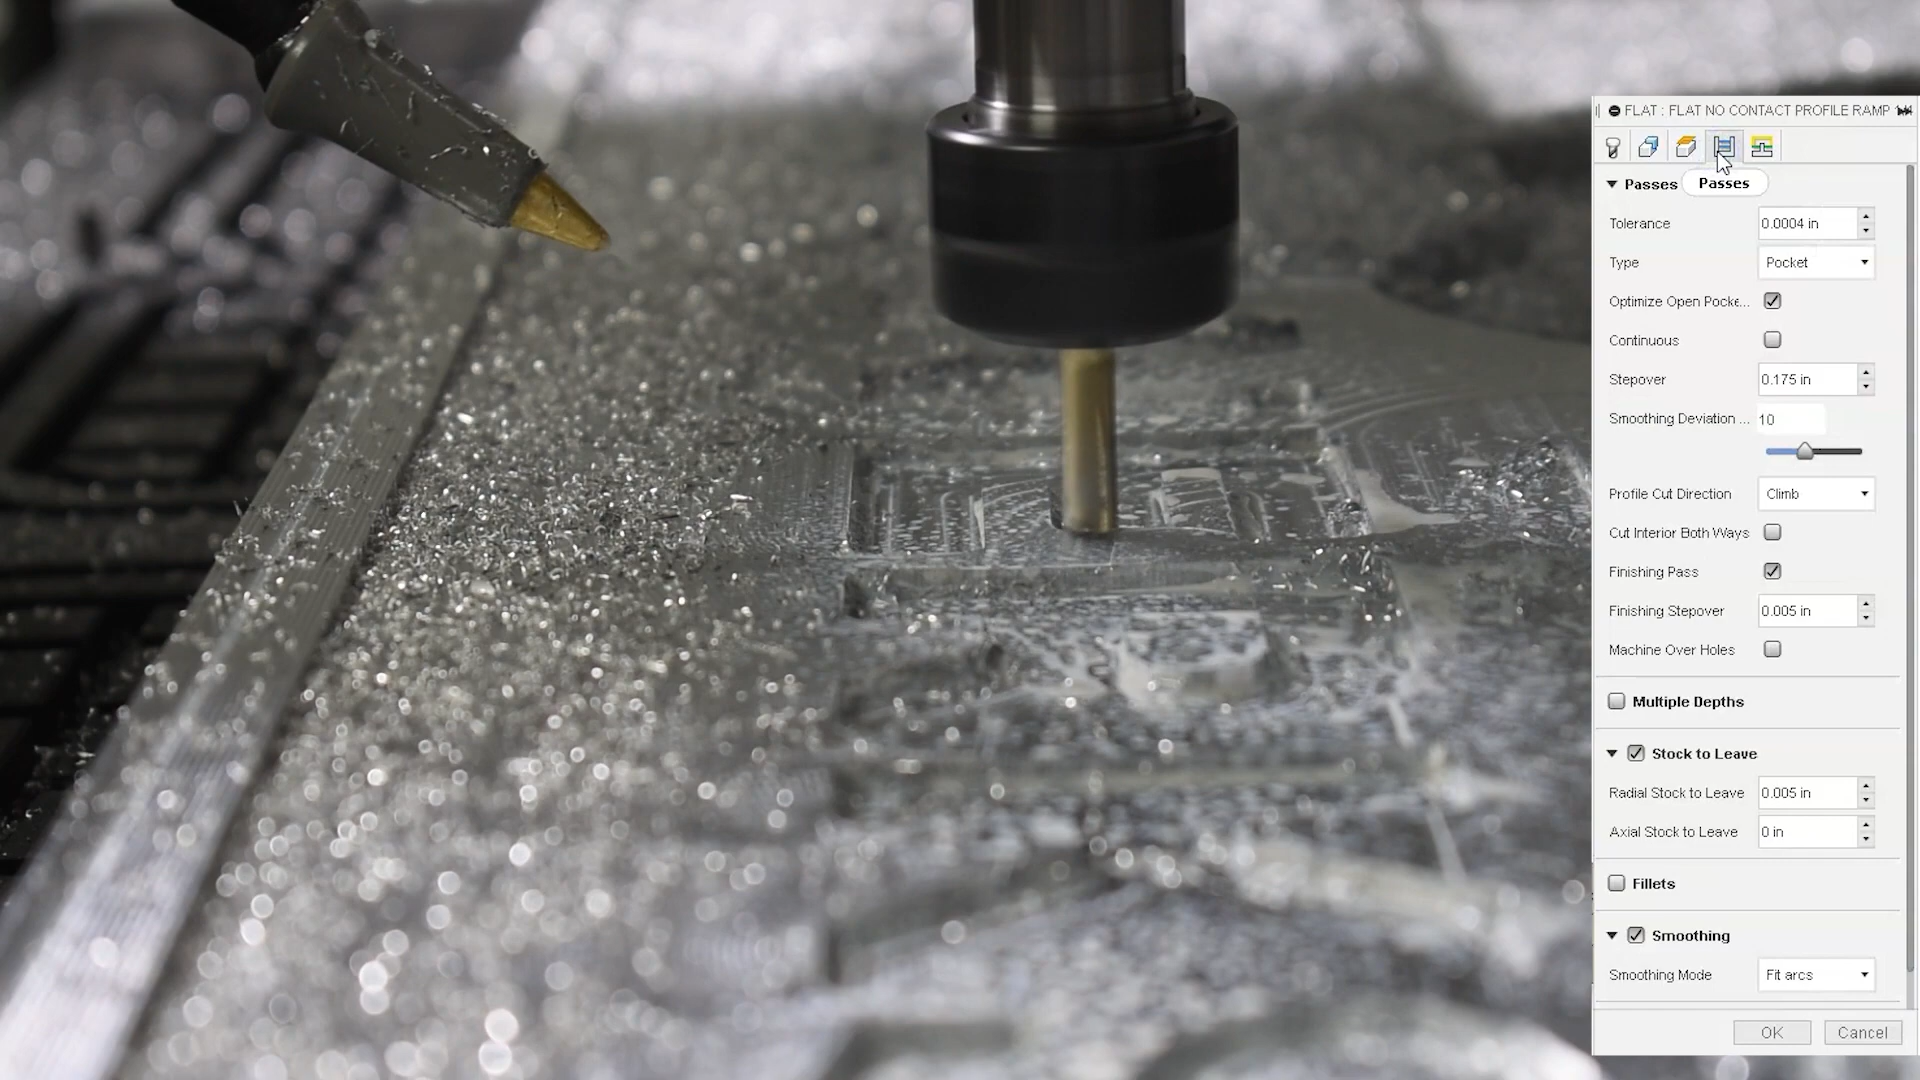 FLAT : FLAT NO CONTACT PROFILE RAMP
Passes
Passes
Tolerance 0.0004 in
Type Pocket
Optimize Open Pocke...
Continuous
Stepover 0.175 in
Smoothing Deviation ... 10
Profile Cut Direction Climb
Cut Interior Both Ways
Finishing Pass
Finishing Stepover 0.005 in
Machine Over Holes
Multiple Depths
Stock to Leave
Radial Stock to Leave 0.005 in
Axial Stock to Leave 0 in
Fillets
Smoothing
Smoothing Mode Fit arcs
OK Cancel